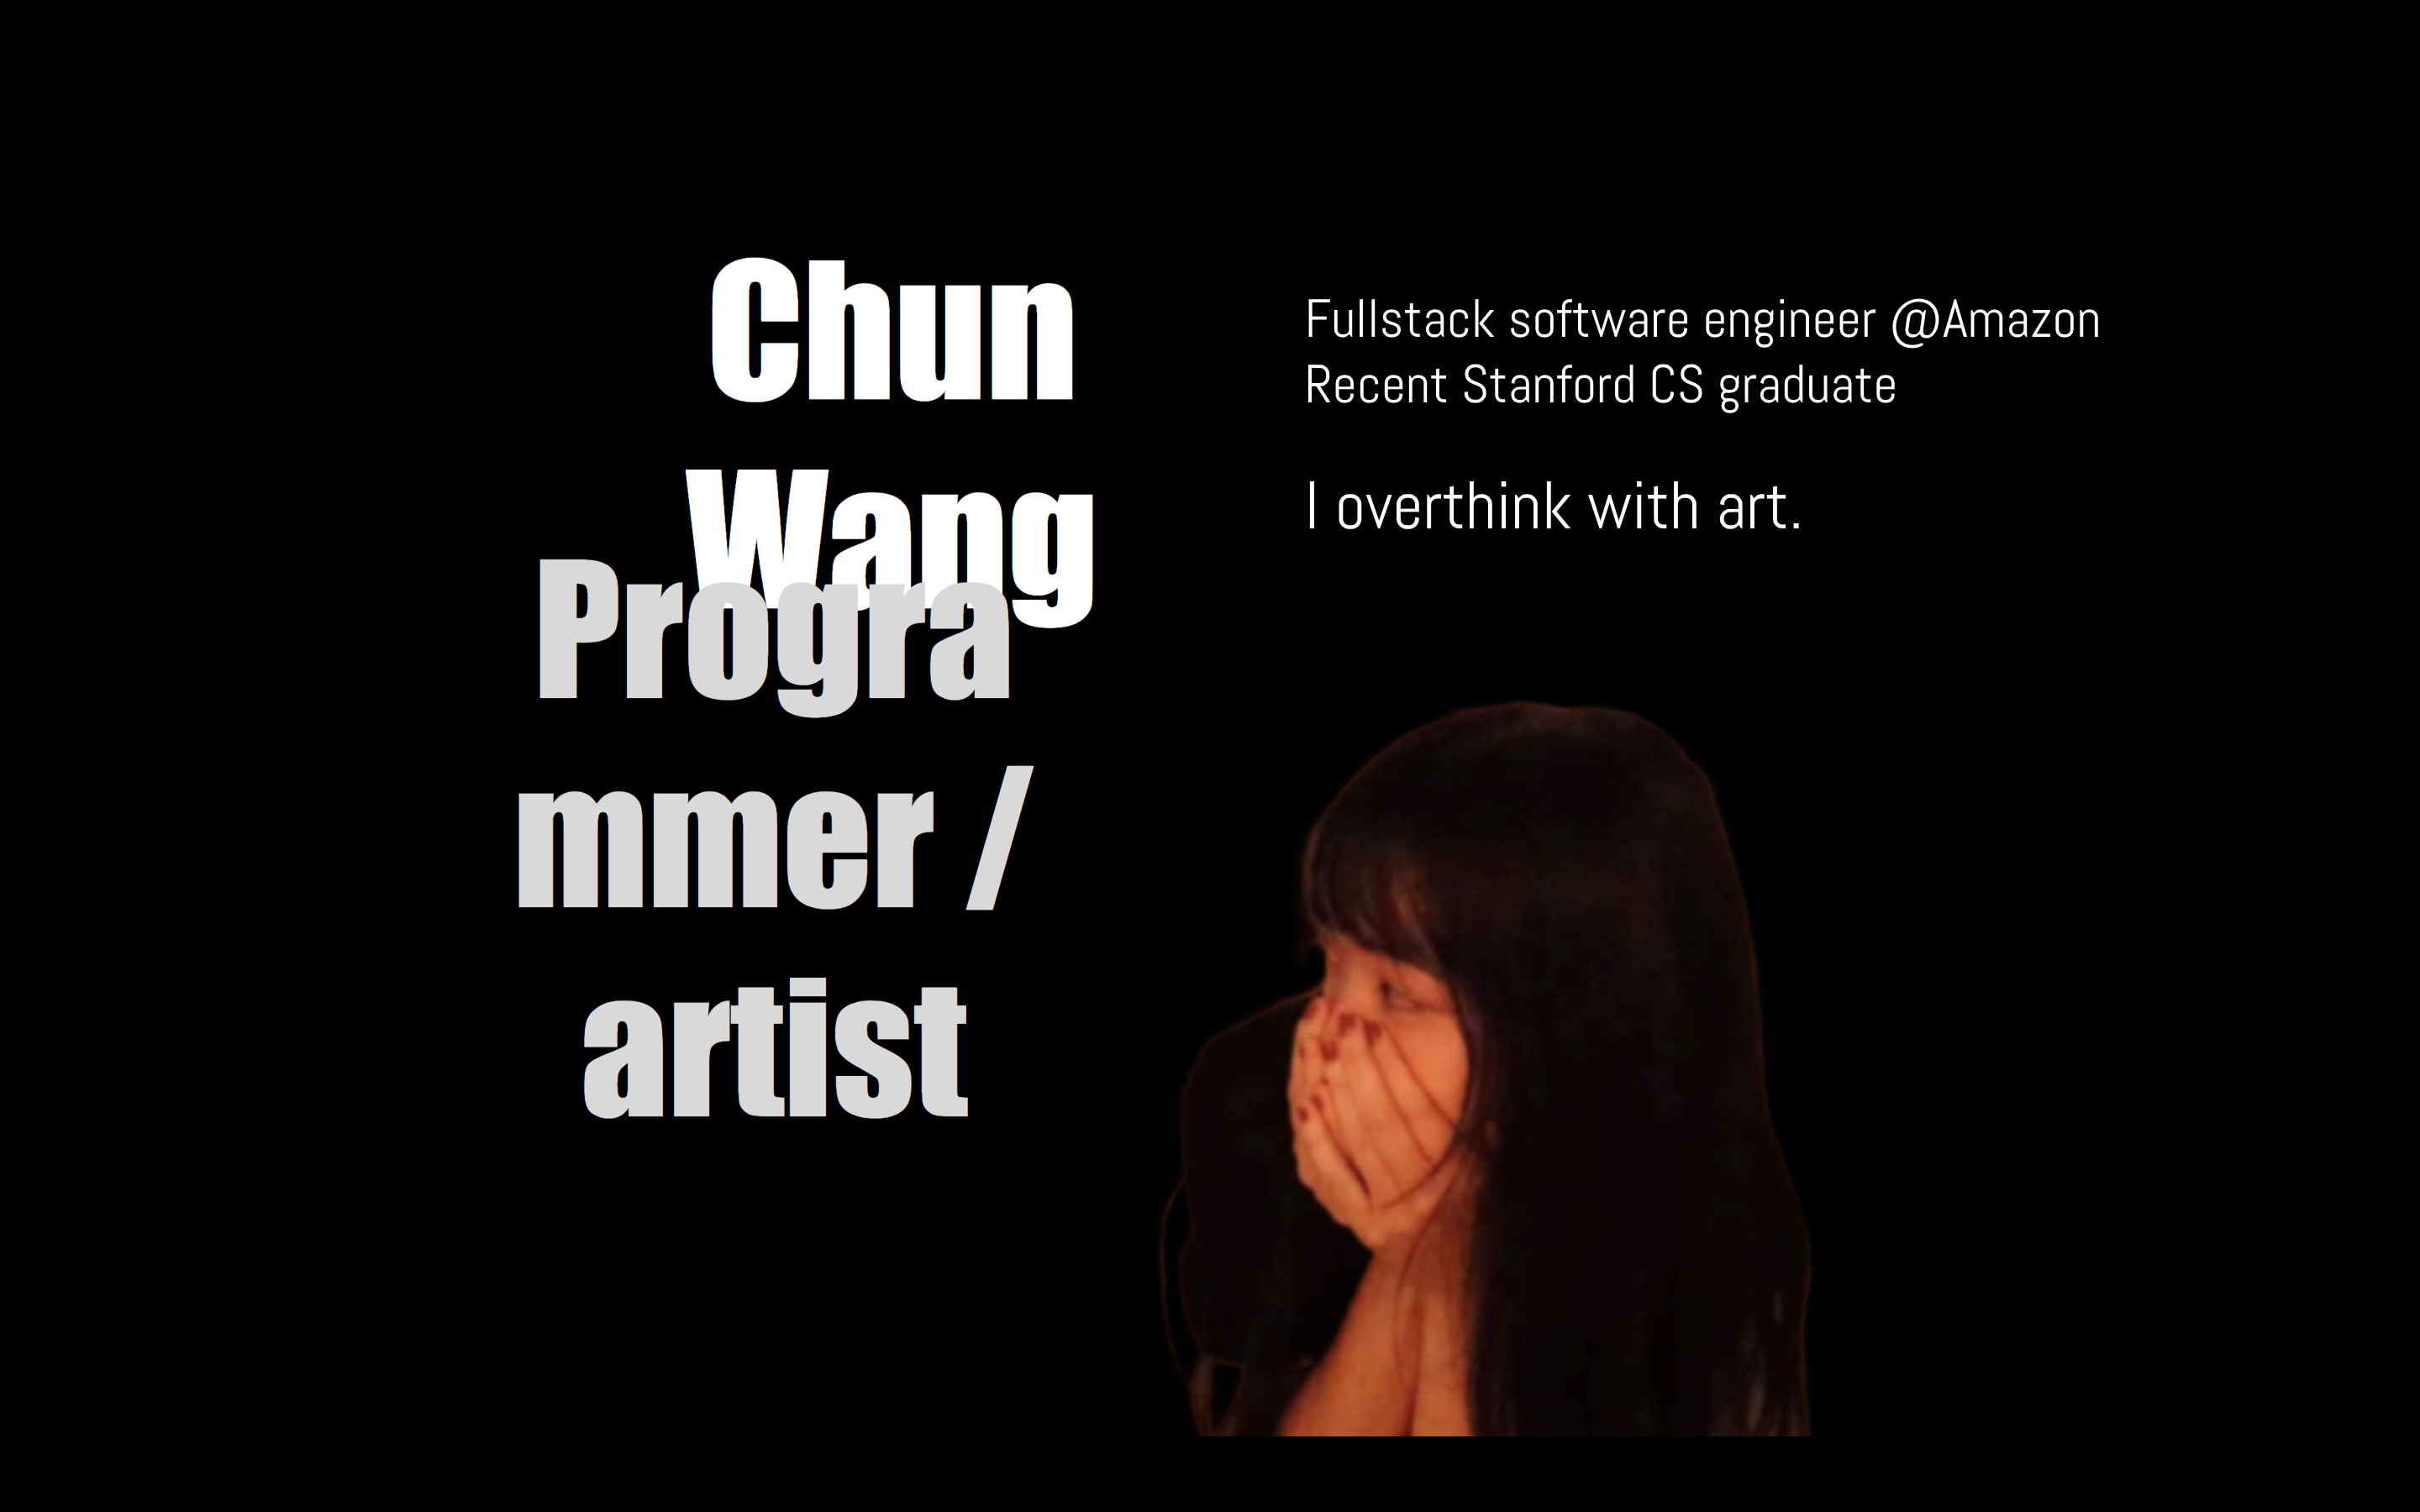 Chun
Wang
Progra
mmer /
artist
Fullstack software engineer @Amazon
Recent Stanford CS graduate
I overthink with art.